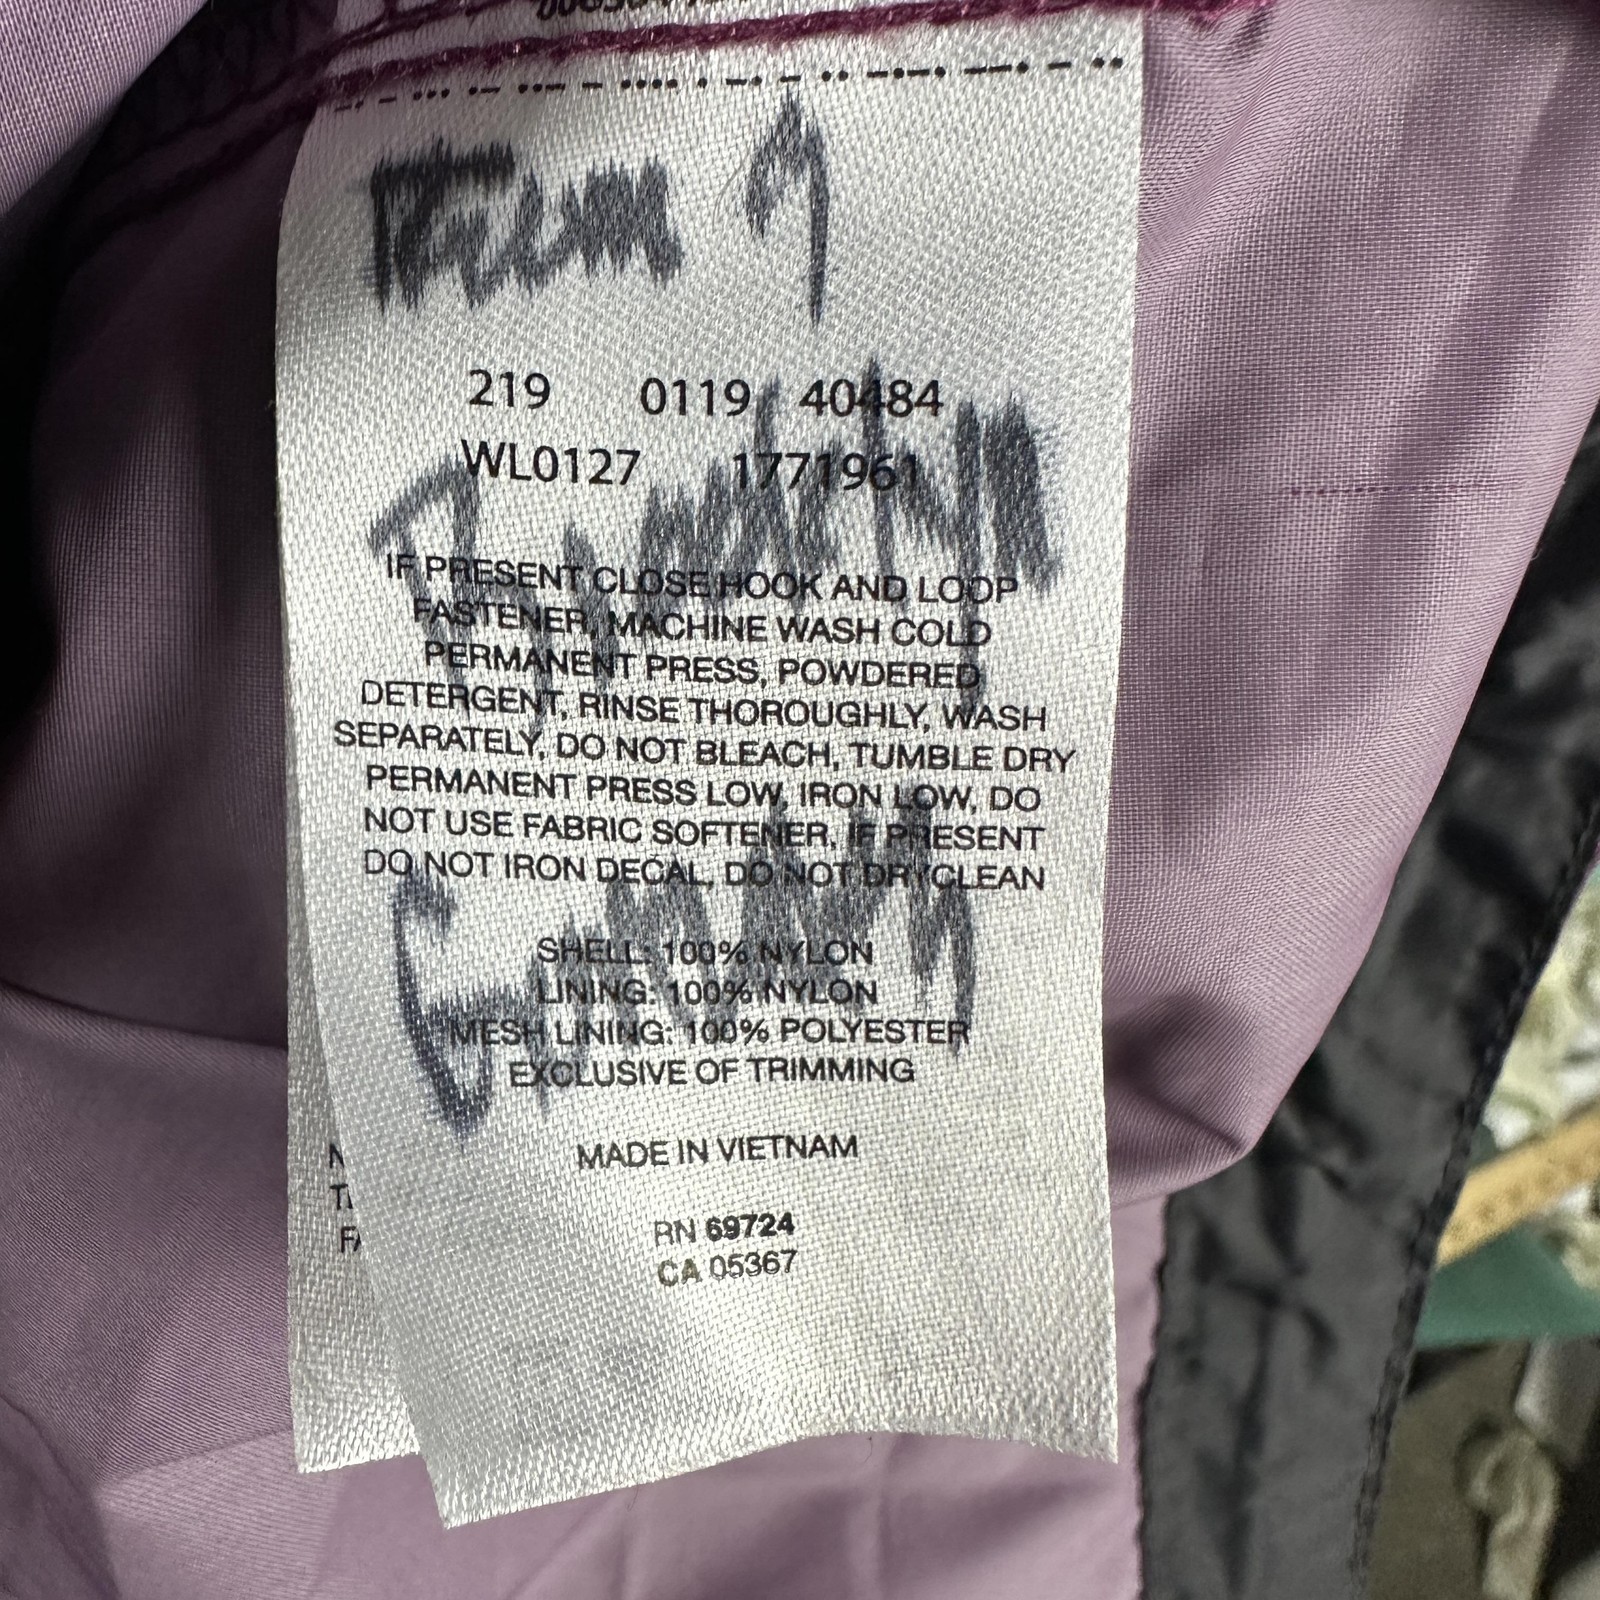 Team 9
219 0119 40484
WL0127 1771961
IF PRESENT CLOSE HOOK AND LOOP
FASTENER, MACHINE WASH COLD
PERMANENT PRESS, POWDERED
DETERGENT, RINSE THOROUGHLY, WASH
SEPARATELY, DO NOT BLEACH, TUMBLE DRY
PERMANENT PRESS LOW, IRON LOW, DO
NOT USE FABRIC SOFTENER, IF PRESENT
DO NOT IRON DECAL, DO NOT DRYCLEAN
SHELL: 100% NYLON
LINING: 100% NYLON
MESH LINING: 100% POLYESTER
EXCLUSIVE OF TRIMMING
MADE IN VIETNAM
RN 69724
CA 05367